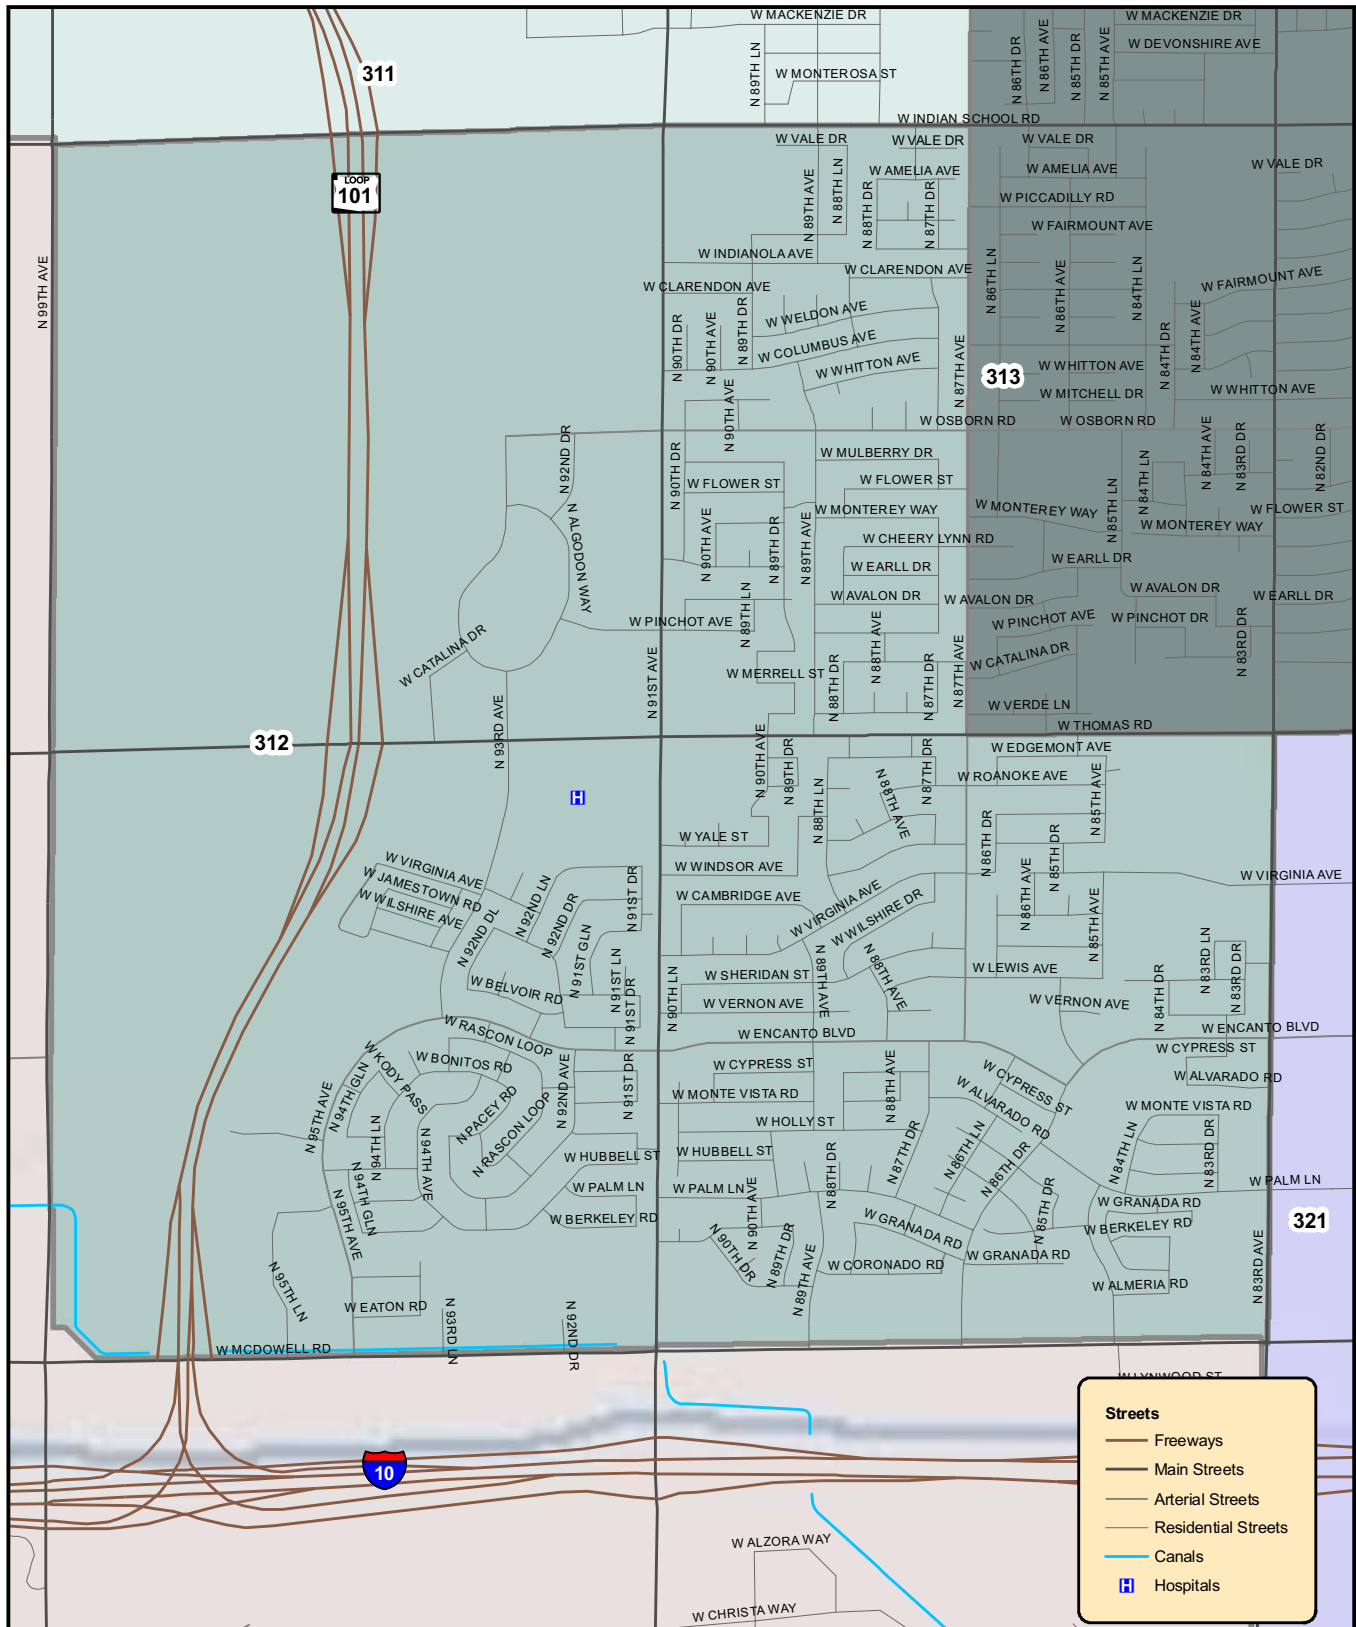 W MACKENZIE DR
W MACKENZIE DR
N 86TH DR
N 86TH AVE
N 85TH DR
N 85TH AVE
W DEVONSHIRE AVE
311
N 89TH LN
W MONTEROSA ST
W INDIAN SCHOOL RD
W VALE DR
W VALE DR
W VALE DR
W VALE DR
LOOP
101
N 89TH AVE
N 88TH LN
W AMELIA AVE
W AMELIA AVE
N 88TH DR
N 87TH DR
W PICCADILLY RD
W FAIRMOUNT AVE
N 99TH AVE
W INDIANOLA AVE
W CLARENDON AVE
W CLARENDON AVE
N 86TH LN
N 86TH AVE
N 84TH LN
W FAIRMOUNT AVE
N 90TH DR
N 90TH AVE
N 89TH DR
W WELDON AVE
W COLUMBUS AVE
W WHITTON AVE
N 87TH AVE
313
N 84TH DR
N 84TH AVE
W WHITTON AVE
W WHITTON AVE
W MITCHELL DR
N 90TH AVE
W OSBORN RD
W OSBORN RD
N 92ND DR
N 90TH DR
W MULBERRY DR
W FLOWER ST
W FLOWER ST
N 84TH LN
N 84TH AVE
N 83RD DR
N 82ND DR
N ALGODON WAY
N 90TH AVE
N 89TH DR
N 89TH AVE
W MONTEREY WAY
W MONTEREY WAY
N 85TH LN
W MONTEREY WAY
W FLOWER ST
W CHEERY LYNN RD
W EARLL DR
W EARLL DR
W AVALON DR
W AVALON DR
W AVALON DR
W EARLL DR
W PINCHOT AVE
N 89TH LN
N 88TH AVE
W PINCHOT AVE
W PINCHOT DR
N 83RD DR
W CATALINA DR
N 91ST AVE
W MERRELL ST
N 88TH DR
N 87TH DR
N 87TH AVE
W CATALINA DR
N 93RD AVE
W VERDE LN
W THOMAS RD
312
N 90TH AVE
N 89TH DR
N 87TH DR
W EDGEMONT AVE
W ROANOKE AVE
H
N 88TH LN
N 88TH AVE
N 85TH AVE
W YALE ST
N 86TH DR
N 85TH DR
W VIRGINIA AVE
W JAMESTOWN RD
W WILSHIRE AVE
W WINDSOR AVE
W VIRGINIA AVE
N 92ND DL
N 92ND LN
N 92ND DR
N 91ST DR
W CAMBRIDGE AVE
W VIRGINIA AVE
W WILSHIRE DR
N 86TH AVE
N 85TH AVE
N 91ST GLN
N 91ST LN
N 91ST DR
W BELVOIR RD
N 90TH LN
W SHERIDAN ST
W VERNON AVE
N 89TH AVE
N 88TH AVE
W LEWIS AVE
W VERNON AVE
N 84TH DR
N 83RD LN
N 83RD DR
W RASCON LOOP
W ENCANTO BLVD
W ENCANTO BLVD
W KODY PASS
W BONITOS RD
W CYPRESS ST
W CYPRESS ST
W CYPRESS ST
N 95TH AVE
N 94TH GLN
N PACEY RD
N RASCON LOOP
N 92ND AVE
N 91ST DR
W MONTE VISTA RD
N 88TH AVE
W ALVARADO RD
W ALVARADO RD
W MONTE VISTA RD
N 94TH LN
N 94TH AVE
W HOLLY ST
W HUBBELL ST
W HUBBELL ST
N 87TH DR
N 86TH LN
N 86TH DR
N 84TH LN
N 83RD DR
N 94TH GLN
N 95TH AVE
W PALM LN
W PALM LN
N 90TH AVE
N 88TH DR
W PALM LN
W BERKELEY RD
N 90TH DR
N 89TH DR
N 89TH AVE
W GRANADA RD
N 85TH DR
W GRANADA RD
W BERKELEY RD
321
W GRANADA RD
N 83RD AVE
N 95TH LN
W CORONADO RD
W ALMERIA RD
W EATON RD
N 93RD LN
N 92ND DR
W MCDOWELL RD
W LYNWOOD ST
Streets
Freeways
Main Streets
Arterial Streets
Residential Streets
Canals
H Hospitals
10
W ALZORA WAY
W CHRISTA WAY